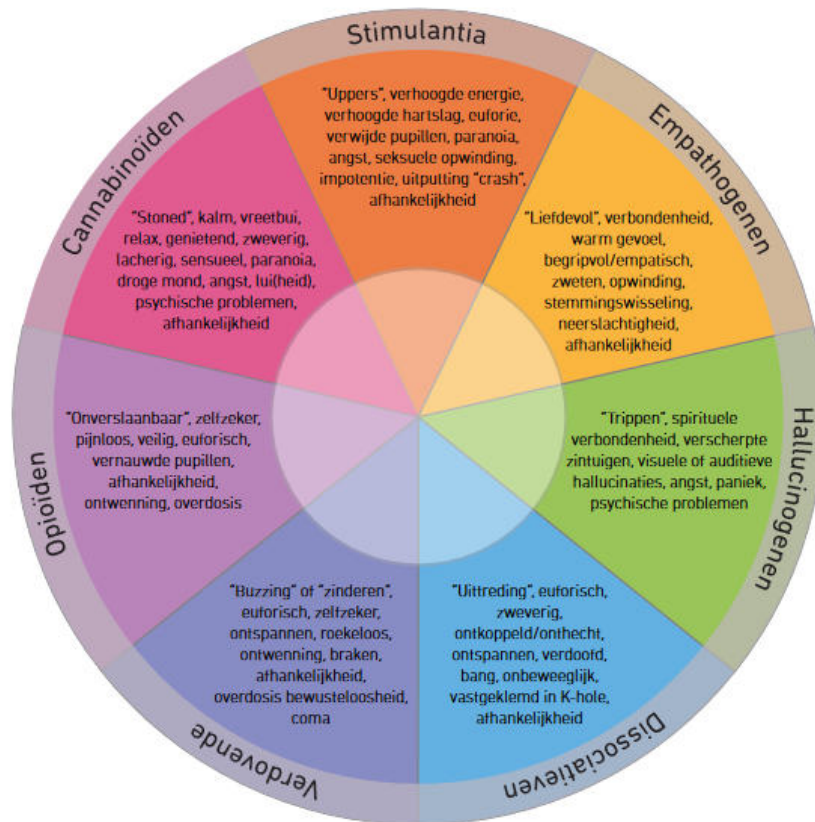 Stimulantia
"Uppers", verhoogde energie,
verhoogde hartslag, euforie,
verwijde pupillen, paranoia,
angst, seksuele opwinding,
impotentie, uitputting "crash",
afhankelijkheid
Empathogenen
"Liefdevol", verbondenheid,
warm gevoel,
begripvol/empatisch,
zweten, opwinding,
stemmingswisseling,
neerslachtigheid,
afhankelijkheid
Hallucinogenen
"Trippen", spirituele
verbondenheid, verscherpte
zintuigen, visuele of auditieve
hallucinaties, angst, paniek,
psychische problemen
Dissociatieven
"Uittreding", euforisch,
zweverig,
ontkoppeld/onthecht,
ontspannen, verdoofd,
bang, onbeweeglijk,
vastgeklemd in K-hole,
afhankelijkheid
Verdovende
"Buzzing" of "zinderen",
euforisch, zelfzeker,
ontspannen, roekeloos,
ontwenning, braken,
afhankelijkheid,
overdosis bewusteloosheid,
coma
Opioïden
"Onverslaanbaar", zelfzeker,
pijnloos, veilig, euforisch,
vernauwde pupillen,
afhankelijkheid,
ontwenning, overdosis
Cannabinoïden
"Stoned", kalm, vreetbui,
relax, genietend, zweverig,
lacherig, sensueel, paranoia,
droge mond, angst, lui(heid),
psychische problemen,
afhankelijkheid